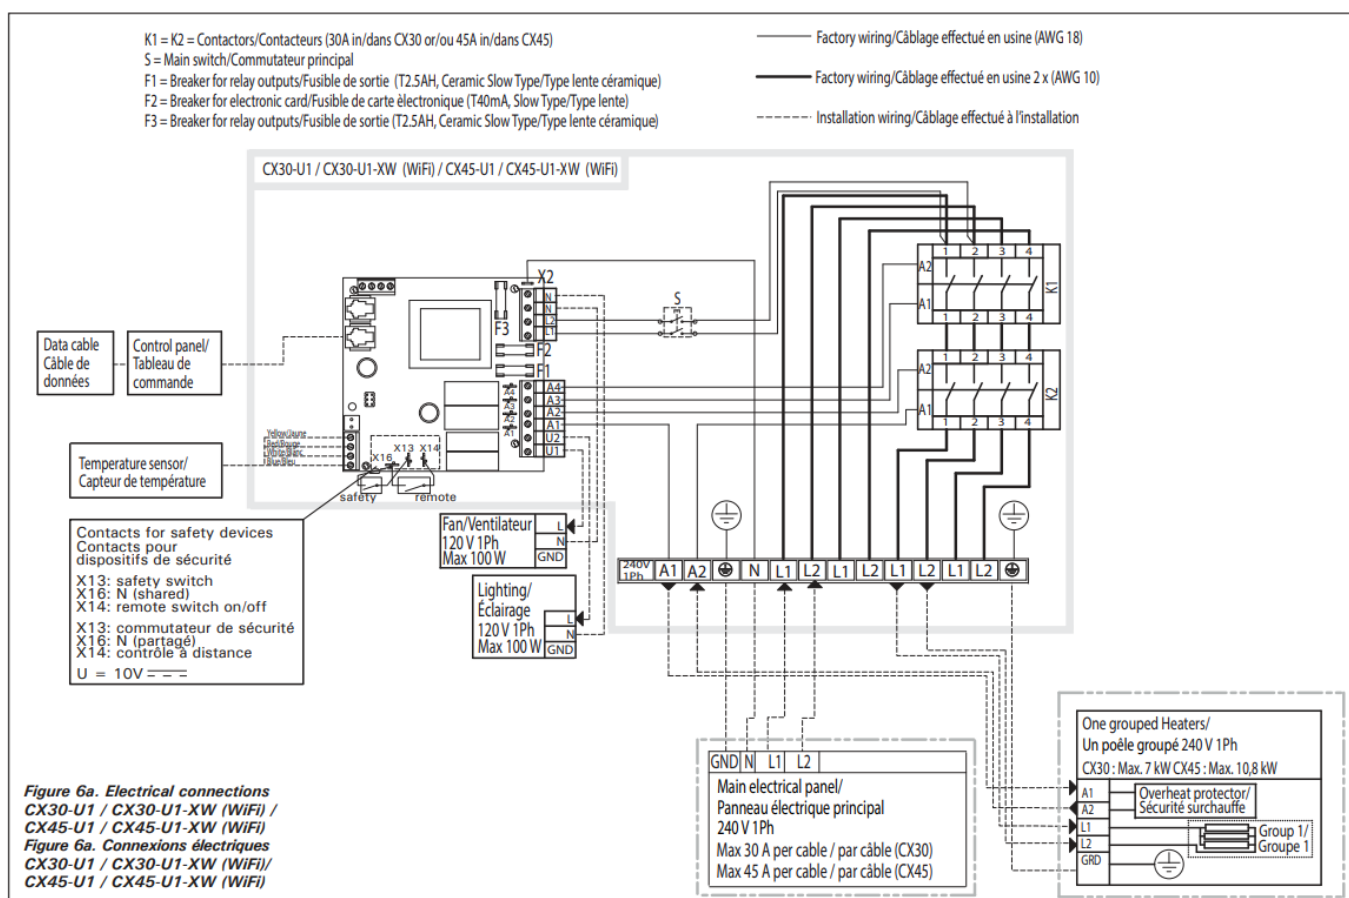 K1 = K2 = Contactors/Contacteurs (30A in/dans CX30 or/ou 45A in/dans CX45)
S = Main switch/Commutateur principal
F1 = Breaker for relay outputs/Fusible de sortie (T2.5AH, Ceramic Slow Type/Type lente céramique)
F2 = Breaker for electronic card/Fusible de carte èlectronique (T40mA, Slow Type/Type lente)
F3 = Breaker for relay outputs/Fusible de sortie (T2.5AH, Ceramic Slow Type/Type lente céramique)
Factory wiring/Câblage effectué en usine (AWG 18)
Factory wiring/Câblage effectué en usine 2 x (AWG 10)
Installation wiring/Câblage effectué à l'installation
CX30-U1 / CX30-U1-XW (WiFi) / CX45-U1 / CX45-U1-XW (WiFi)
1 2 3 4
A2
A1
K1
1 2 3 4
1 2 3 4
A2
A1
K2
1 2 3 4
X2
N
N
L2
L1
F3
F2
F1
S
A4
A3
A2
A1
A4
A3
A2
A1
U2
U1
Data cable
Câble de
données
Control panel/
Tableau de
commande
Yellow/Jaune
Red/Rouge
White/Blanc
Blue/Bleu
X13 X14
X16
safety
remote
Temperature sensor/
Capteur de température
Contacts for safety devices
Contacts pour
dispositifs de sécurité
X13: safety switch
X16: N (shared)
X14: remote switch on/off
X13: commutateur de sécurité
X16: N (partagé)
X14: contrôle à distance
U = 10V
Fan/Ventilateur
120 V 1Ph
Max 100 W
L
N
GND
Lighting/
Éclairage
120 V 1Ph
Max 100 W
L
N
GND
240V
1Ph
A1 A2 N L1 L2 L1 L2 L1 L2 L1 L2
GND N L1 L2
Main electrical panel/
Panneau électrique principal
240 V 1Ph
Max 30 A per cable / par câble (CX30)
Max 45 A per cable / par câble (CX45)
One grouped Heaters/
Un poêle groupé 240 V 1Ph
CX30 : Max. 7 kW CX45 : Max. 10,8 kW
A1
A2
L1
L2
GRD
Overheat protector/
Sécurité surchauffe
Group 1/
Groupe 1
Figure 6a. Electrical connections
CX30-U1 / CX30-U1-XW (WiFi) /
CX45-U1 / CX45-U1-XW (WiFi)
Figure 6a. Connexions électriques
CX30-U1 / CX30-U1-XW (WiFi)/
CX45-U1 / CX45-U1-XW (WiFi)